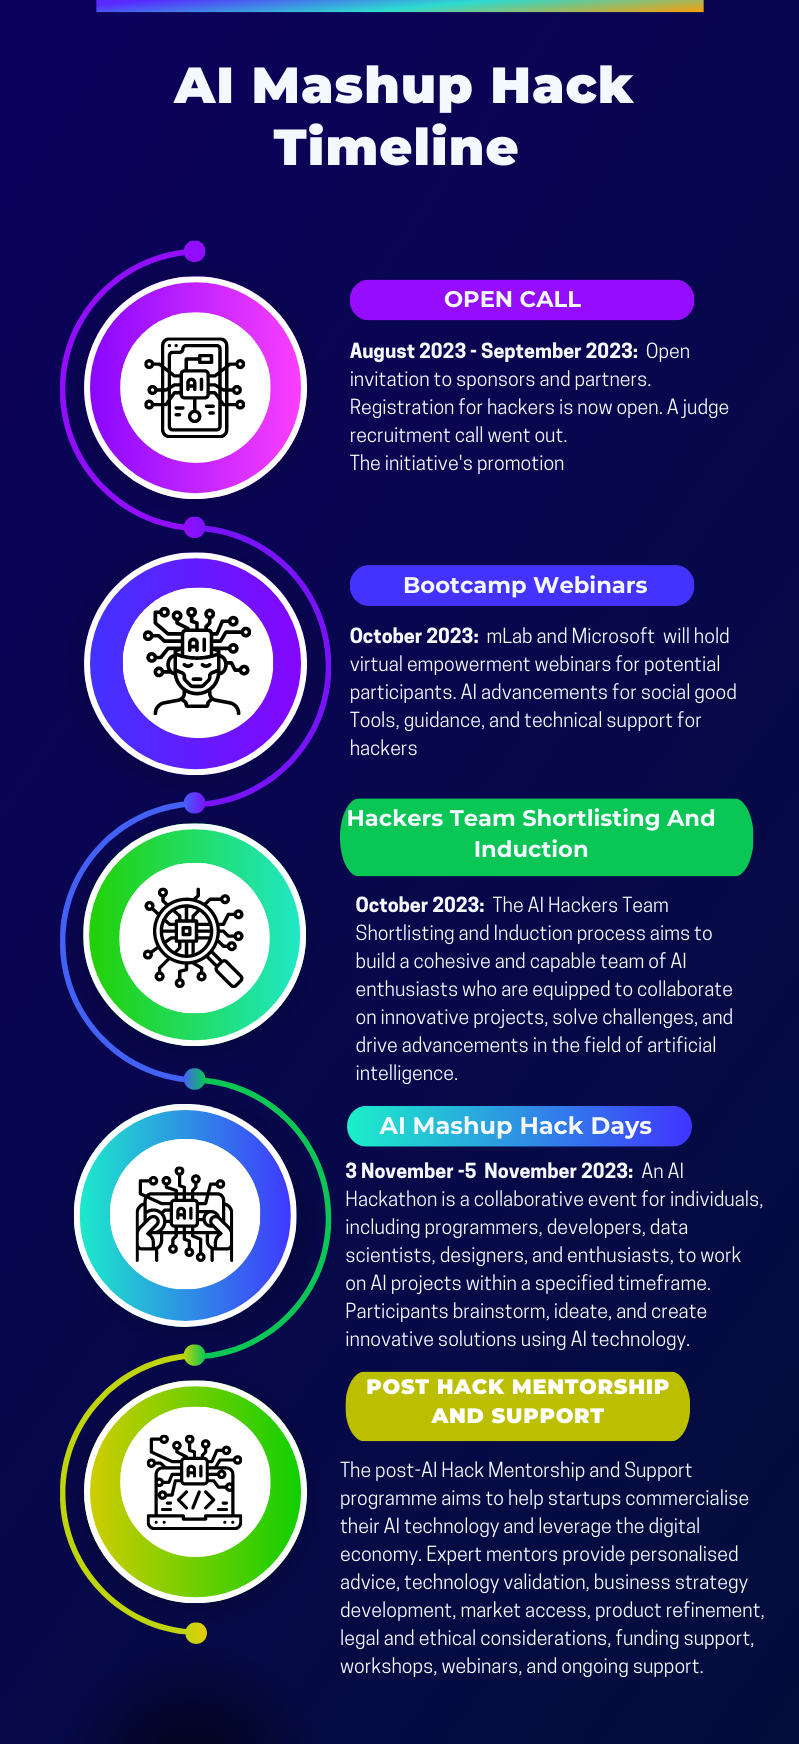 AI Mashup Hack
Timeline
OPEN CALL
August 2023 - September 2023: Open
invitation to sponsors and partners.
Registration for hackers is now open. A judge
recruitment call went out.
The initiative's promotion
AI
Bootcamp Webinars
October 2023: mLab and Microsoft will hold
virtual empowerment webinars for potential
participants. AI advancements for social good
Tools, guidance, and technical support for
hackers
AI
Hackers Team Shortlisting And
Induction
October 2023: The AI Hackers Team
Shortlisting and Induction process aims to
build a cohesive and capable team of AI
enthusiasts who are equipped to collaborate
on innovative projects, solve challenges, and
drive advancements in the field of artificial
intelligence.
AI Mashup Hack Days
3 November -5 November 2023: An AI
Hackathon is a collaborative event for individuals,
including programmers, developers, data
scientists, designers, and enthusiasts, to work
on AI projects within a specified timeframe.
Participants brainstorm, ideate, and create
innovative solutions using AI technology.
AI
POST HACK MENTORSHIP
AND SUPPORT
The post-AI Hack Mentorship and Support
programme aims to help startups commercialise
their AI technology and leverage the digital
economy. Expert mentors provide personalised
advice, technology validation, business strategy
development, market access, product refinement,
legal and ethical considerations, funding support,
workshops, webinars, and ongoing support.
AI
</>